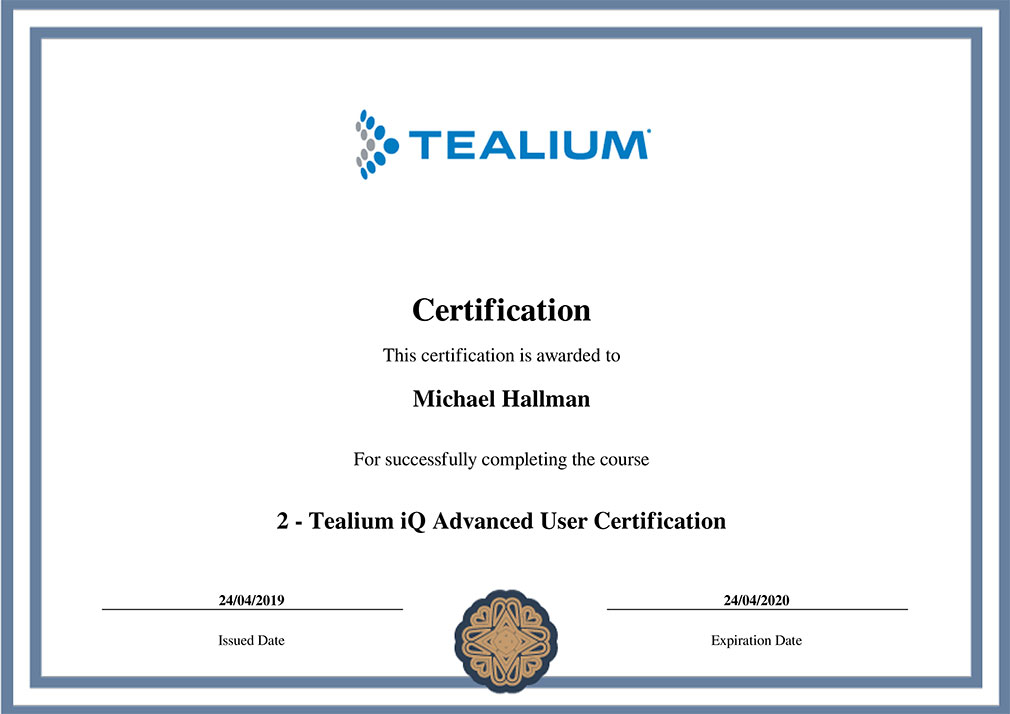 TEALIUM
Certification
This certification is awarded to
Michael Hallman
For successfully completing the course
2 - Tealium iQ Advanced User Certification
24/04/2019
Issued Date
24/04/2020
Expiration Date